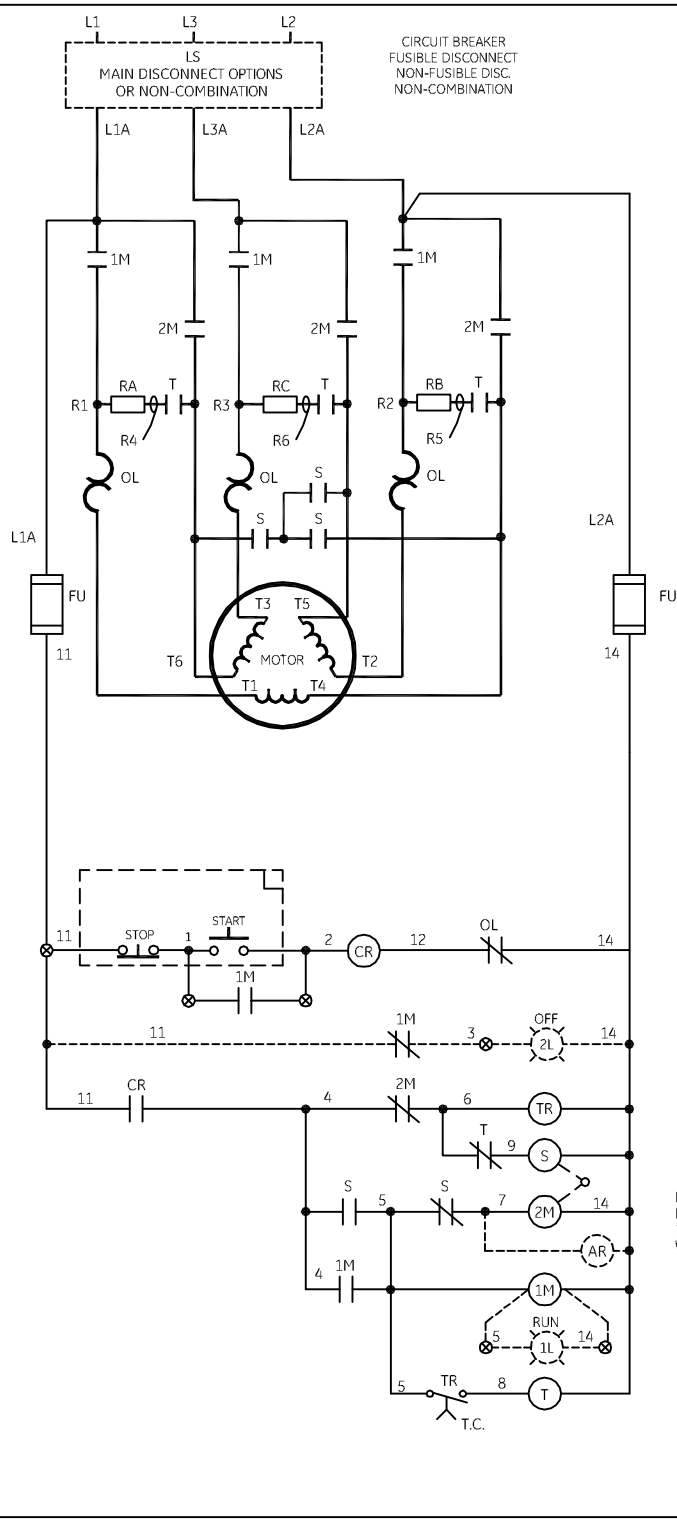 L1 L3 L2
LS
MAIN DISCONNECT OPTIONS
OR NON-COMBINATION
CIRCUIT BREAKER
FUSIBLE DISCONNECT
NON-FUSIBLE DISC.
NON-COMBINATION
L1A L3A L2A
1M 1M 1M
2M 2M 2M
RA T RC T RB T
R1 R3 R2
R4 R6 R5
OL OL OL
S
S S
L1A L2A
FU FU
T3 T5
11 T6 MOTOR T2 14
T1 T4
STOP START OL
11 1 2 CR 12 14
1M
1M OFF
11 3 2L 14
CR 2M
11 4 6 TR
T 9 S
S 5 S 7 2M 14
AR
4 1M 1M
RUN
5 1L 14
TR
5 8 T
T.C.